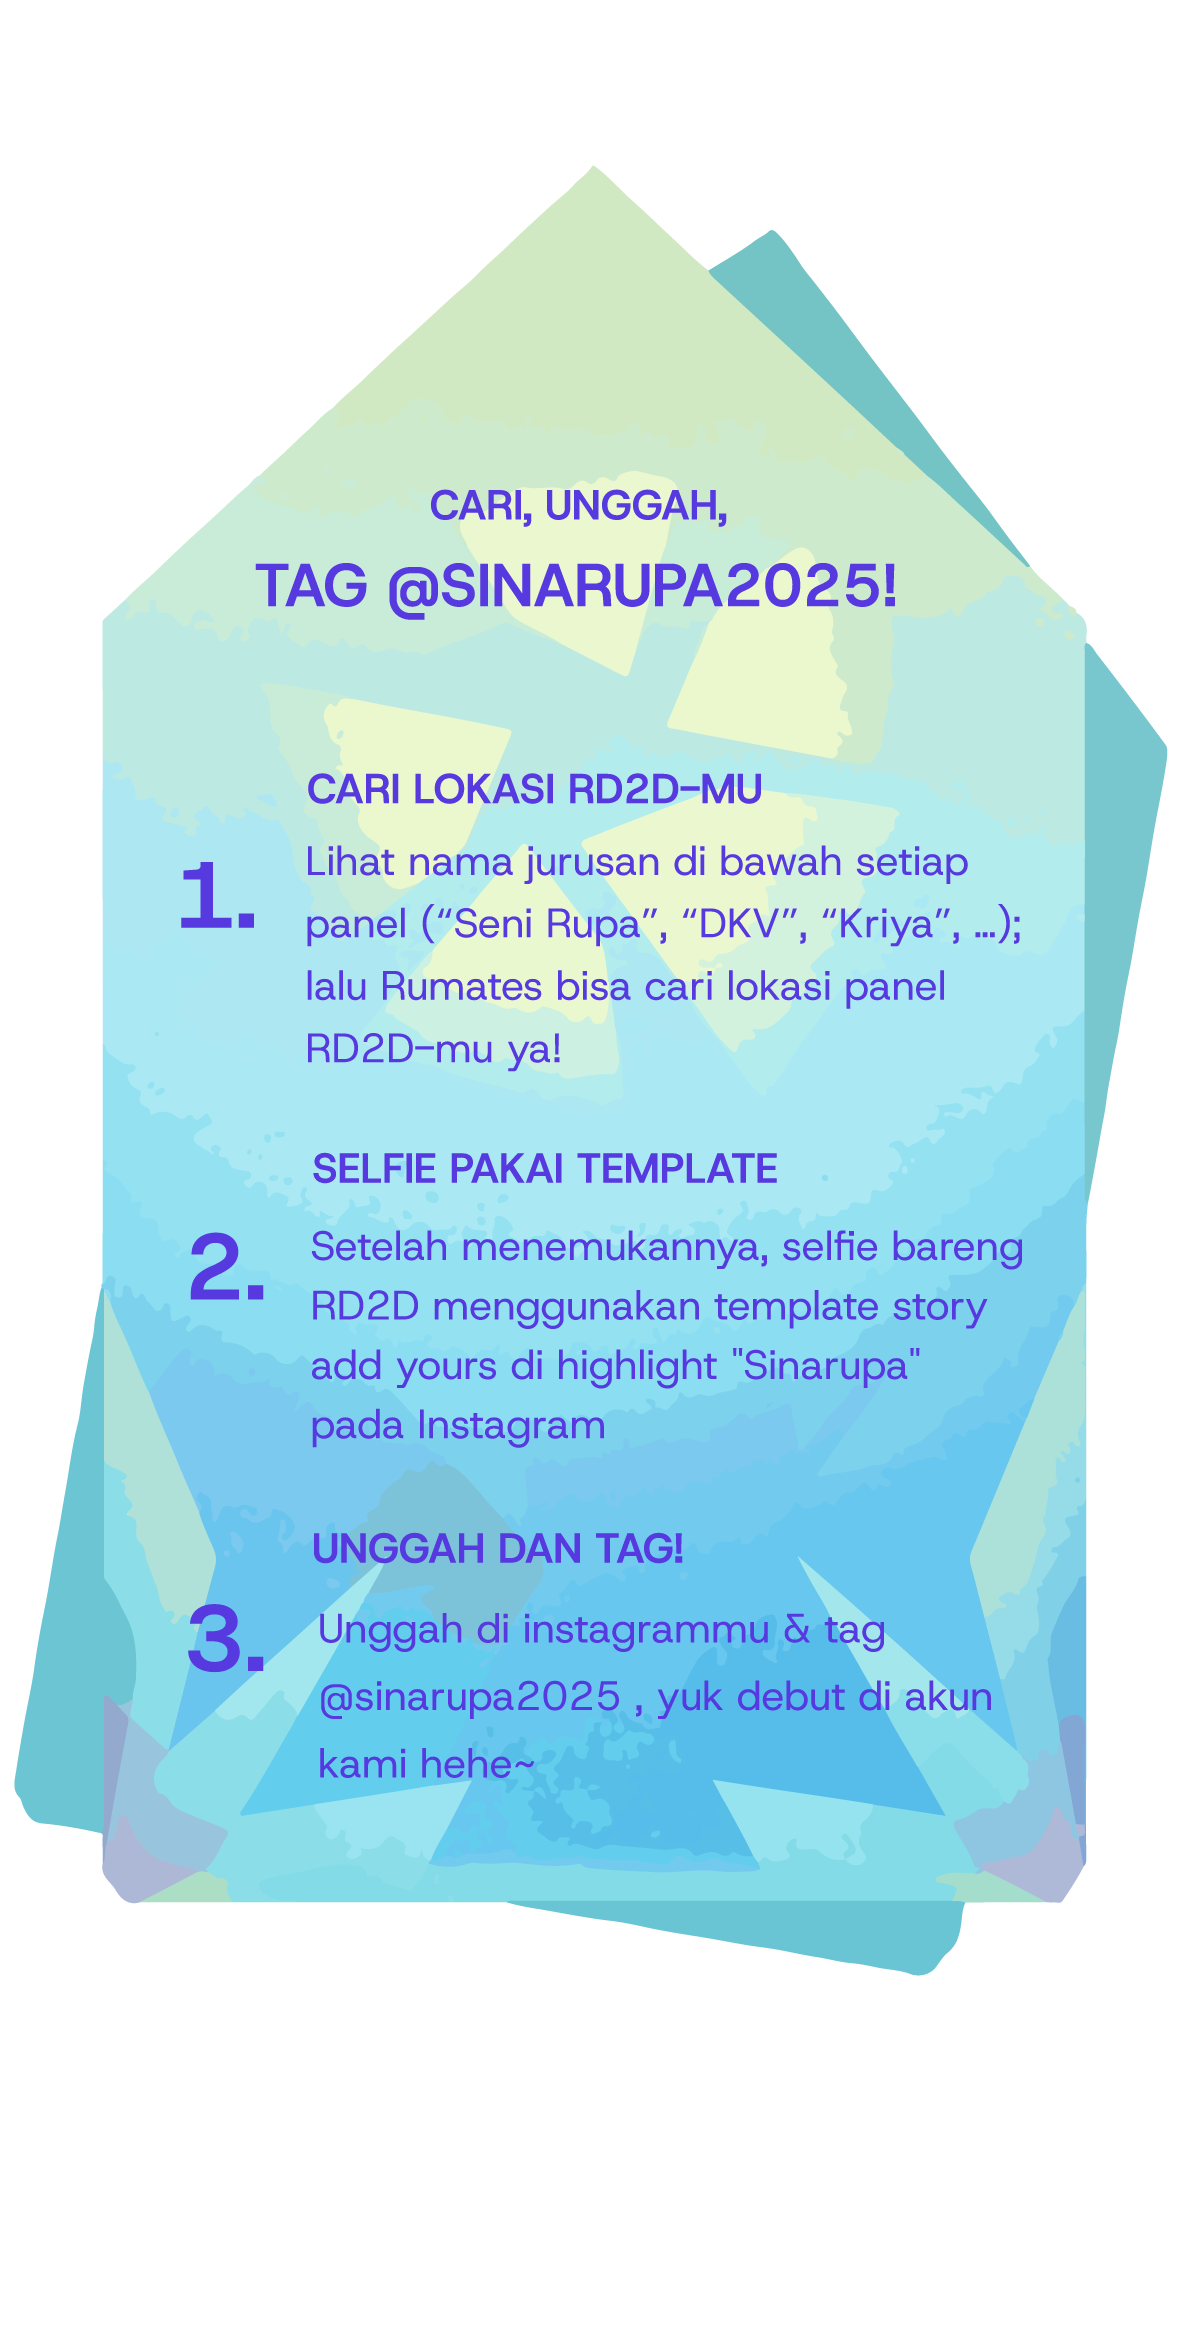 CARI, UNGGAH,
TAG @SINARUPA2025!
CARI LOKASI RD2D-MU
1.
Lihat nama jurusan di bawah setiap
panel (“Seni Rupa”, “DKV”, “Kriya”, ...);
lalu Rumates bisa cari lokasi panel
RD2D-mu ya!
SELFIE PAKAI TEMPLATE
2.
Setelah menemukannya, selfie bareng
RD2D menggunakan template story
add yours di highlight "Sinarupa"
pada Instagram
UNGGAH DAN TAG!
3.
Unggah di instagrammu & tag
@sinarupa2025 , yuk debut di akun
kami hehe~